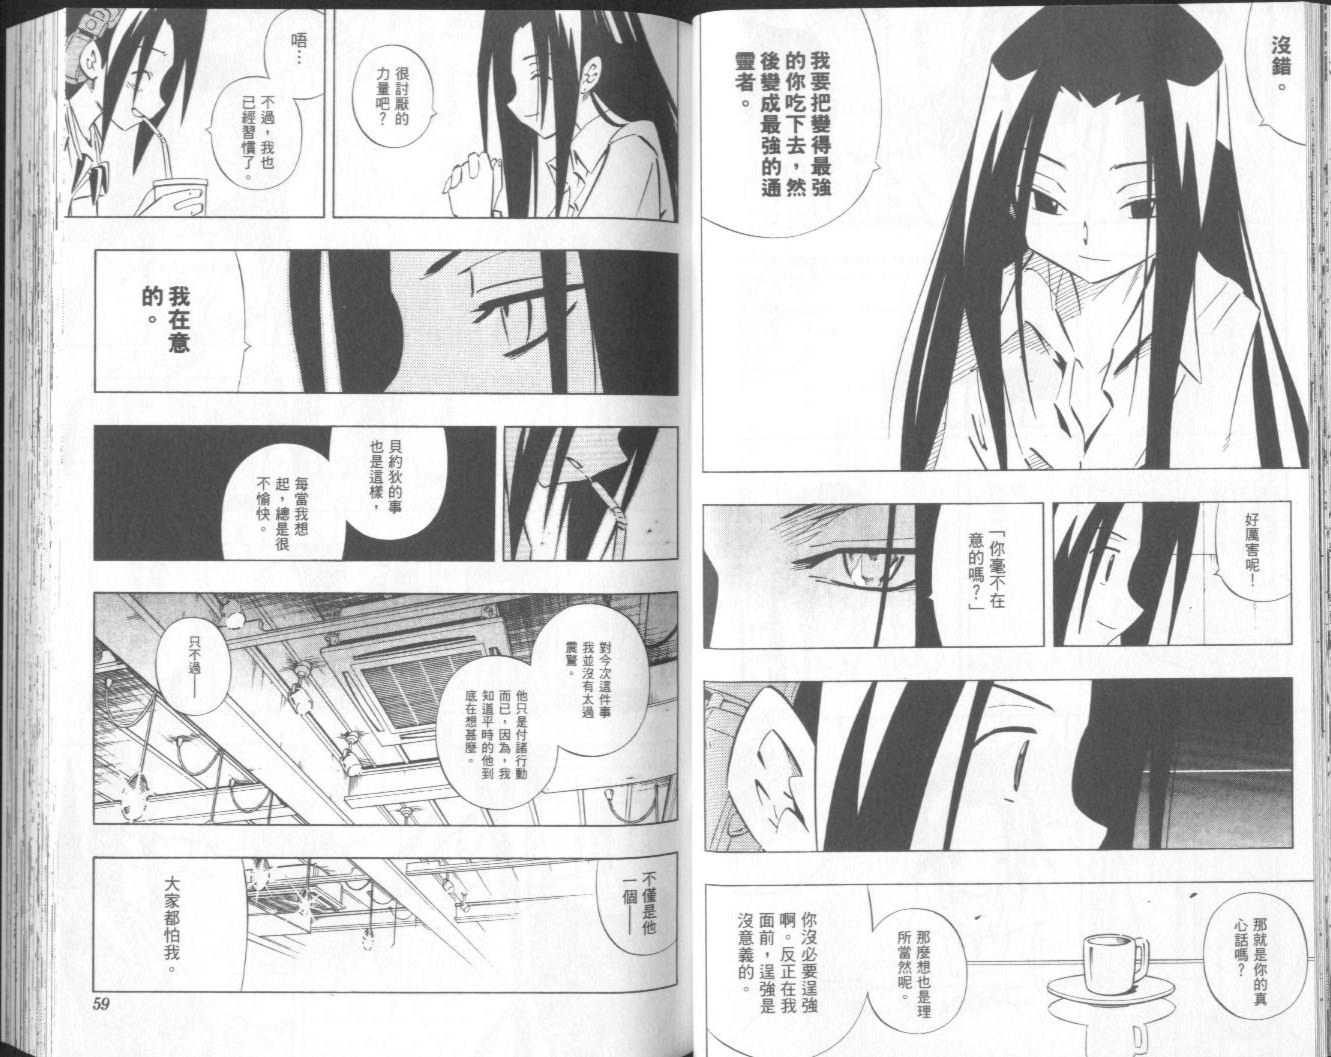 沒錯。
我要把變得最強
的你吃下去，然
後變成最強的通
靈者。
好厲害呢！
「你毫不在
意的嗎？」
那就是你的真
心話嗎？
那麼想也是理
所當然呢。
你沒必要逞強
啊。反正在我
面前，逞強是
沒意義的。
很討厭的
力量吧？
唔…
不過，我也
已經習慣了。
我在意
的。
貝約狄的事
也是這樣，
每當我想
起，總是很
不愉快。
對今次這件事
我並沒有太過
震驚。
他只是付諸行動
而已，因為，我
知道平時的他到
底在想甚麼。
只不過——
不僅是他
一個——
大家都怕我。
59